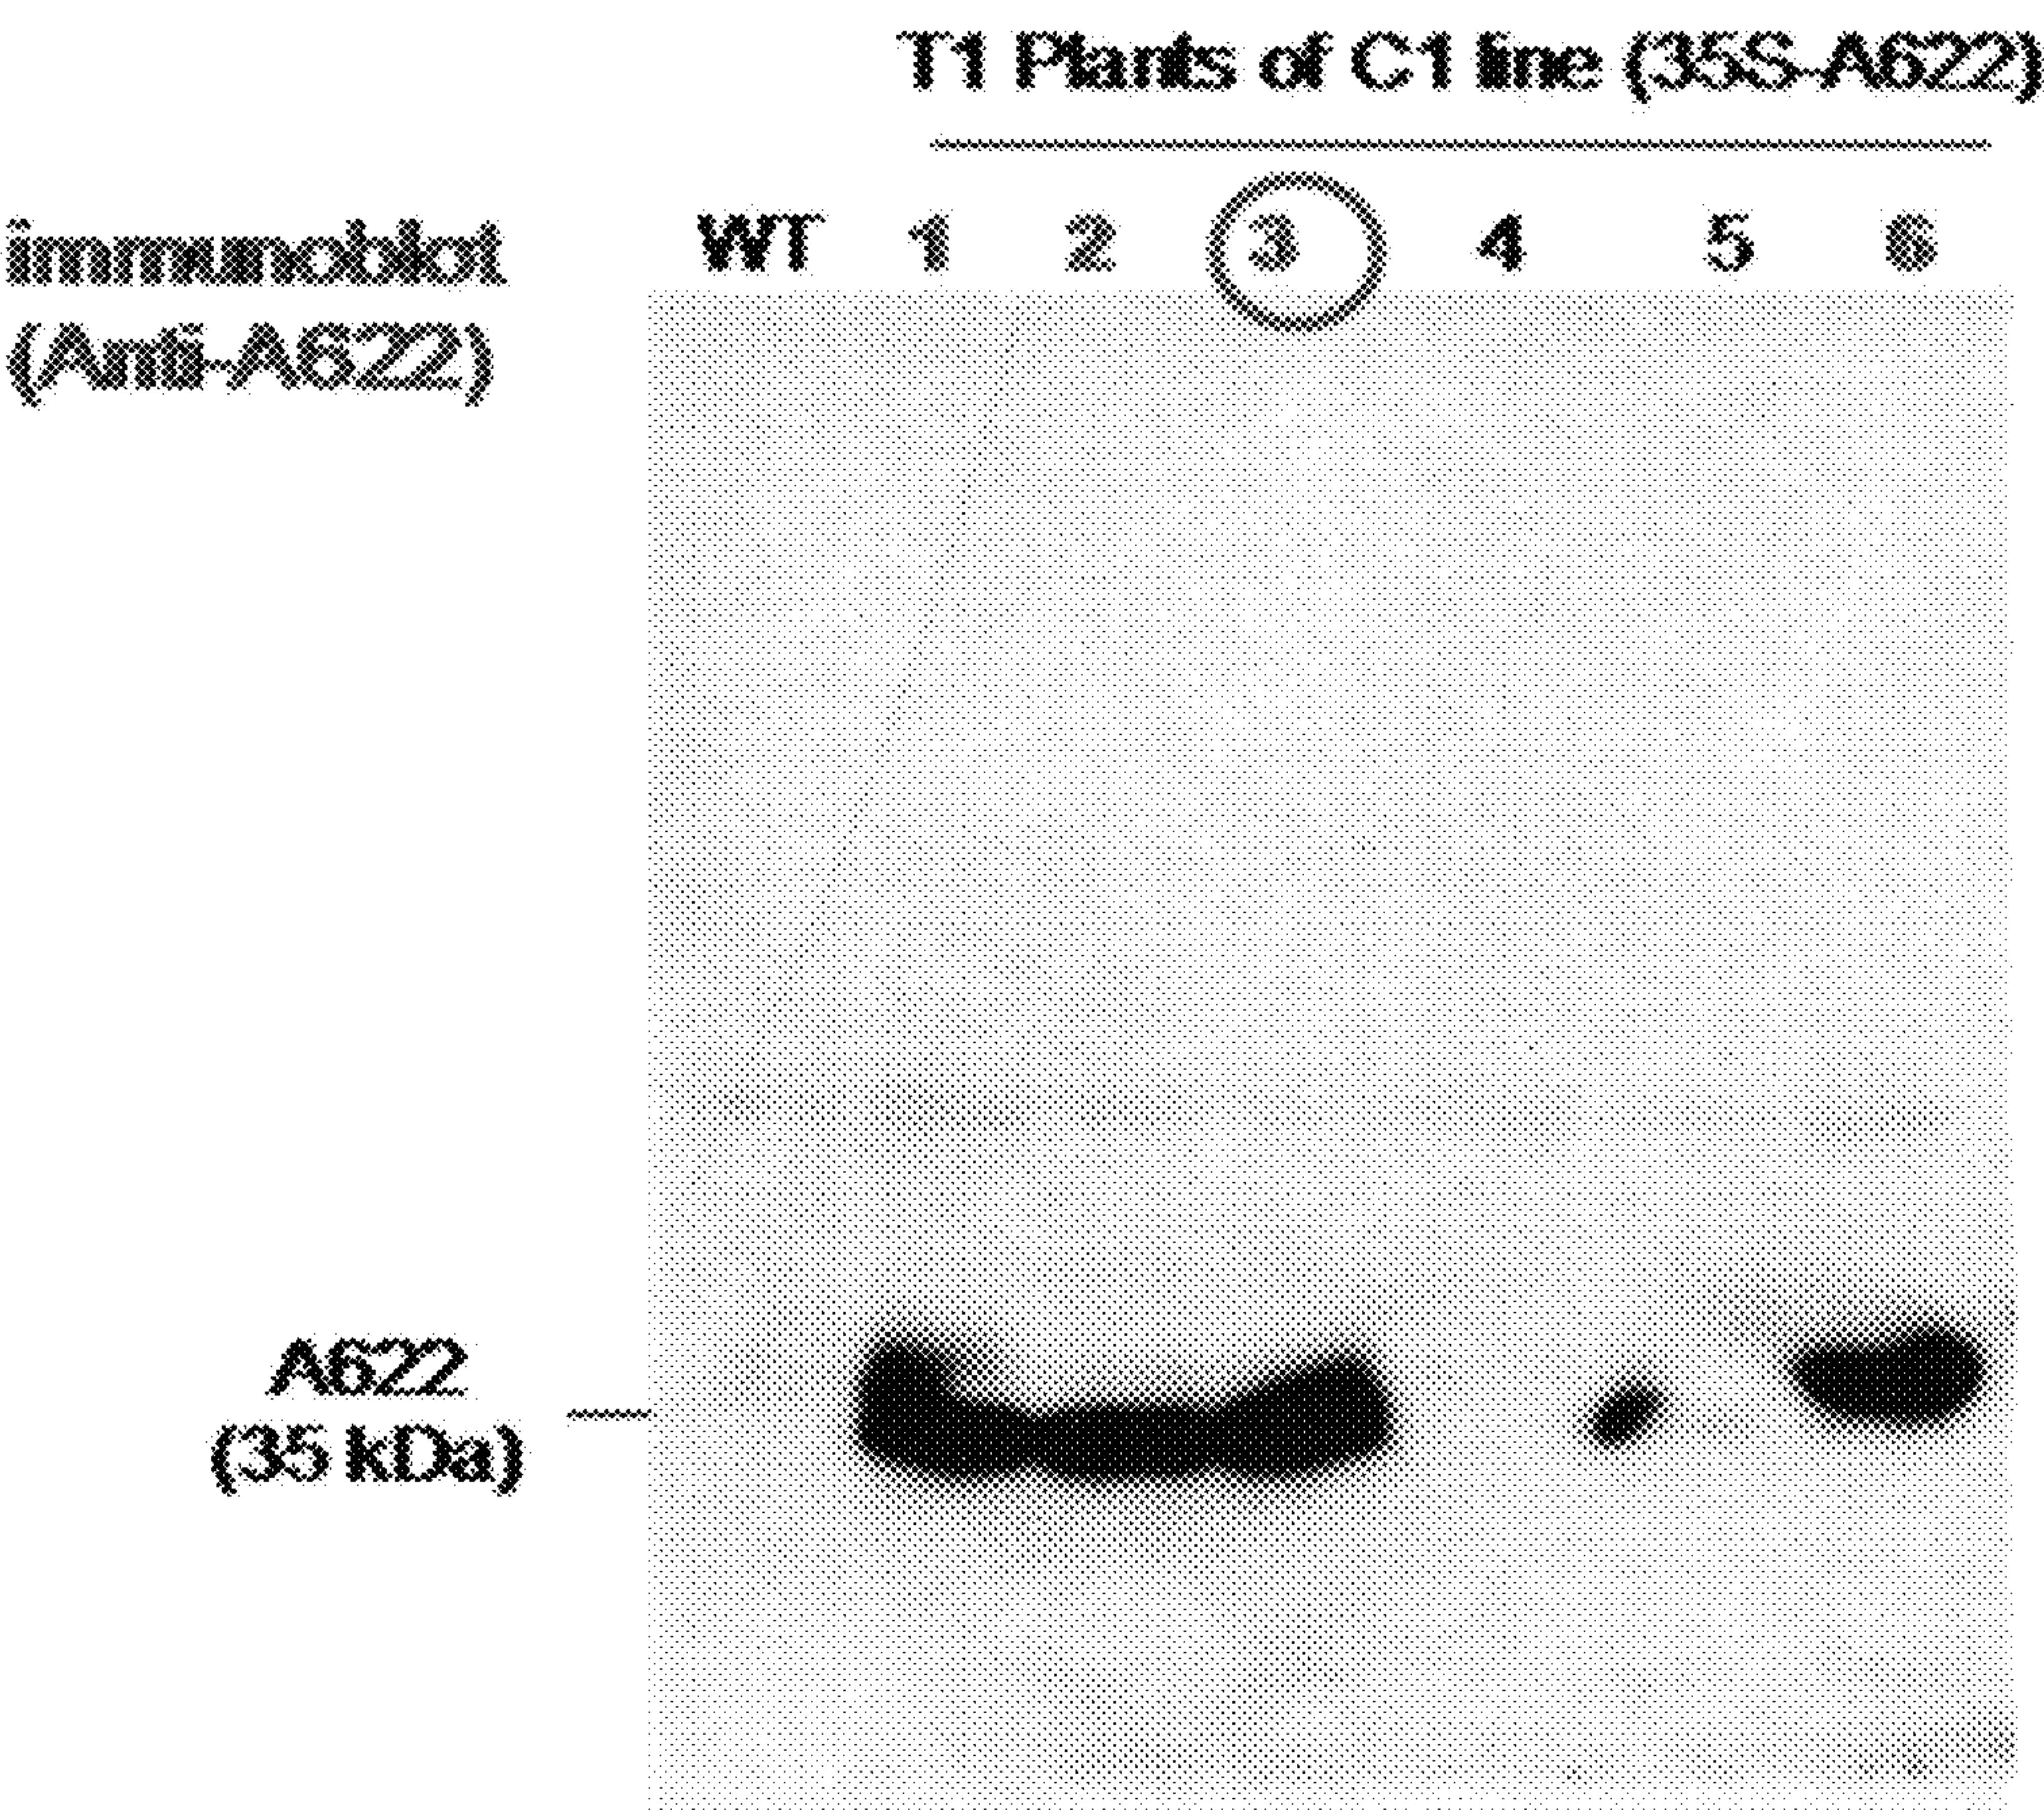 T1 Plants of C1 line (35S-A622)
WT 1 2 3 4 5 6
immunoblot
(Anti-A622)
A622
(35 kDa)